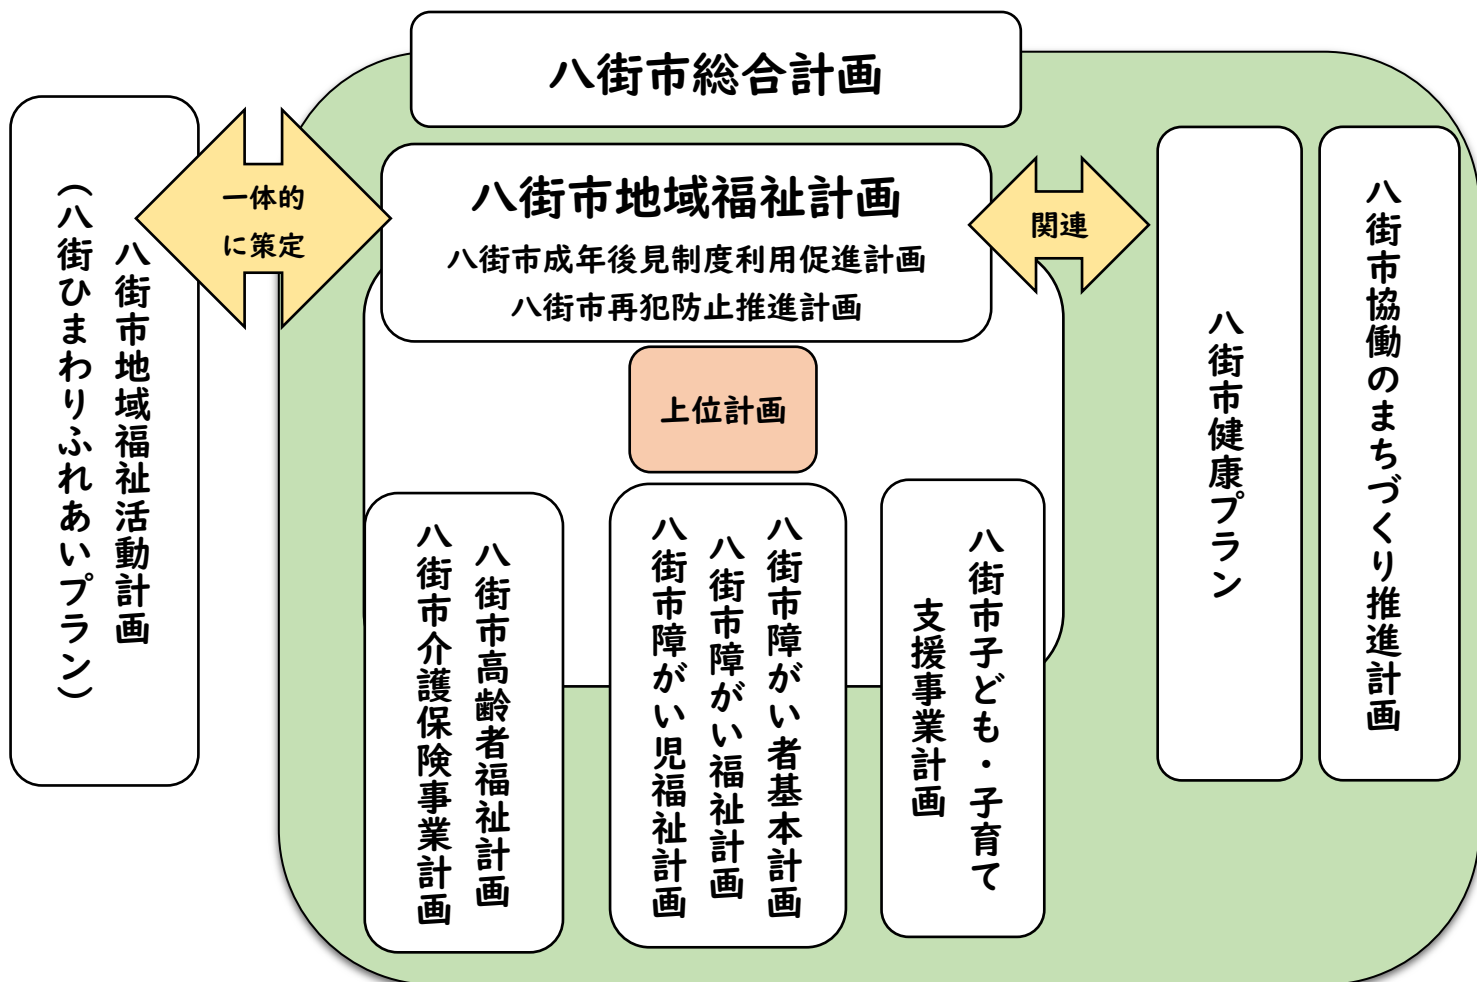 八街市総合計画
八街市地域福祉計画
八街市成年後見制度利用促進計画
八街市再犯防止推進計画
一体的
に策定
関連
上位計画
八街市地域福祉活動計画
（八街ひまわりふれあいプラン）
八街市協働のまちづくり推進計画
八街市健康プラン
八街市子ども・子育て
支援事業計画
八街市障がい者基本計画
八街市障がい福祉計画
八街市障がい児福祉計画
八街市高齢者福祉計画
八街市介護保険事業計画